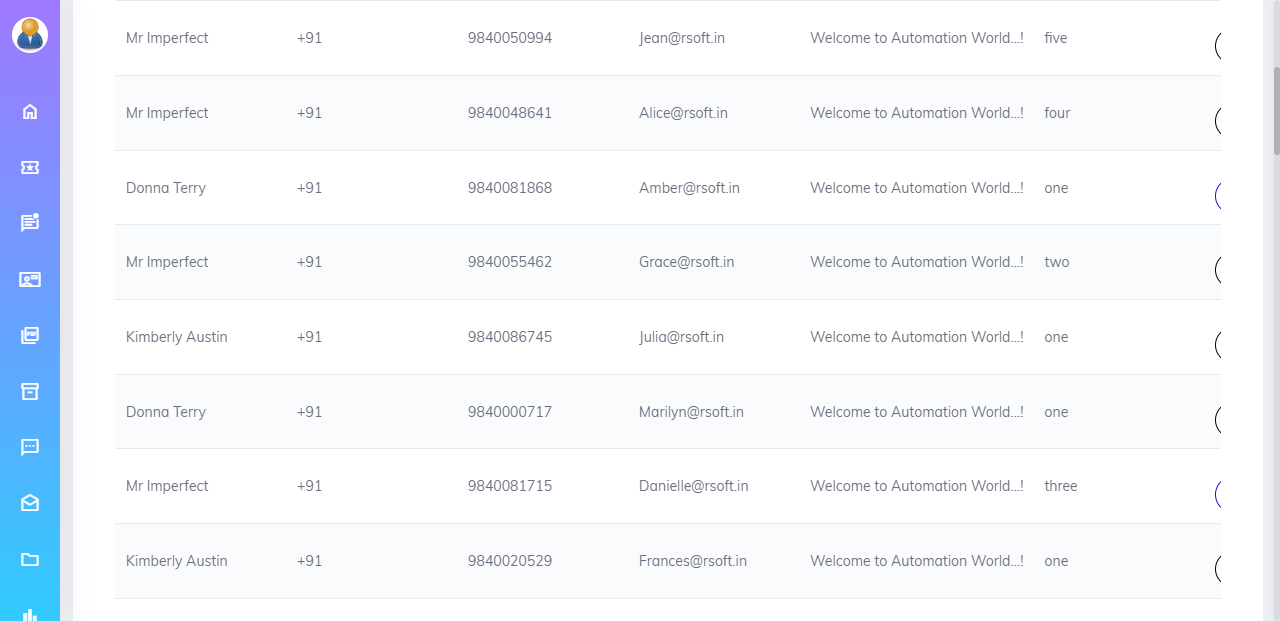 Mr Imperfect +91 9840050994 Jean@rsoft.in Welcome to Automation World...! five
Mr Imperfect +91 9840048641 Alice@rsoft.in Welcome to Automation World...! four
Donna Terry +91 9840081868 Amber@rsoft.in Welcome to Automation World...! one
Mr Imperfect +91 9840055462 Grace@rsoft.in Welcome to Automation World...! two
Kimberly Austin +91 9840086745 Julia@rsoft.in Welcome to Automation World...! one
Donna Terry +91 9840000717 Marilyn@rsoft.in Welcome to Automation World...! one
Mr Imperfect +91 9840081715 Danielle@rsoft.in Welcome to Automation World...! three
Kimberly Austin +91 9840020529 Frances@rsoft.in Welcome to Automation World...! one